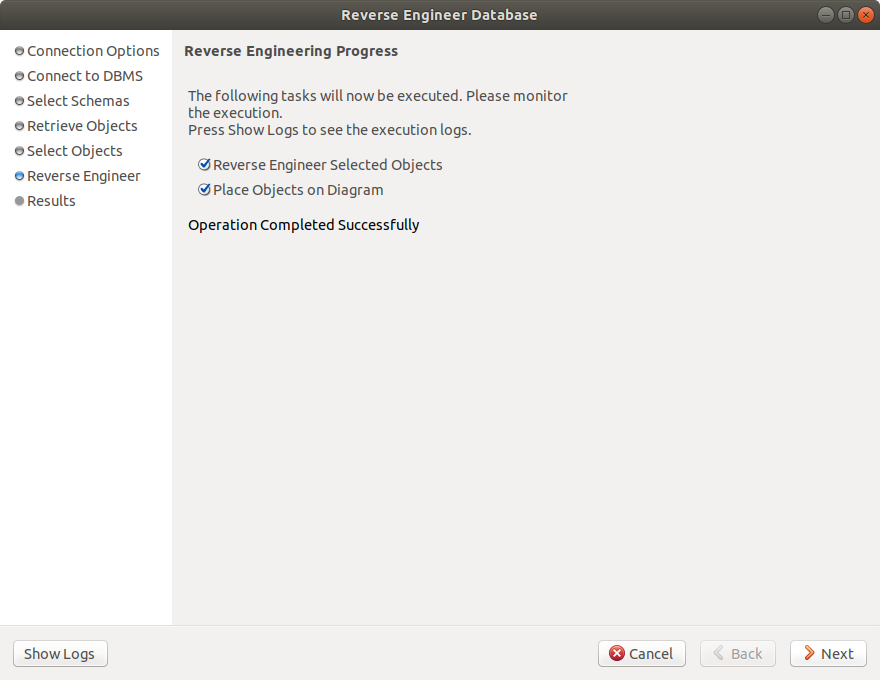 Reverse Engineer Database
Connection Options
Connect to DBMS
Select Schemas
Retrieve Objects
Select Objects
Reverse Engineer
Results
Reverse Engineering Progress
The following tasks will now be executed. Please monitor
the execution.
Press Show Logs to see the execution logs.
Reverse Engineer Selected Objects
Place Objects on Diagram
Operation Completed Successfully
Show Logs
Cancel
Back
Next